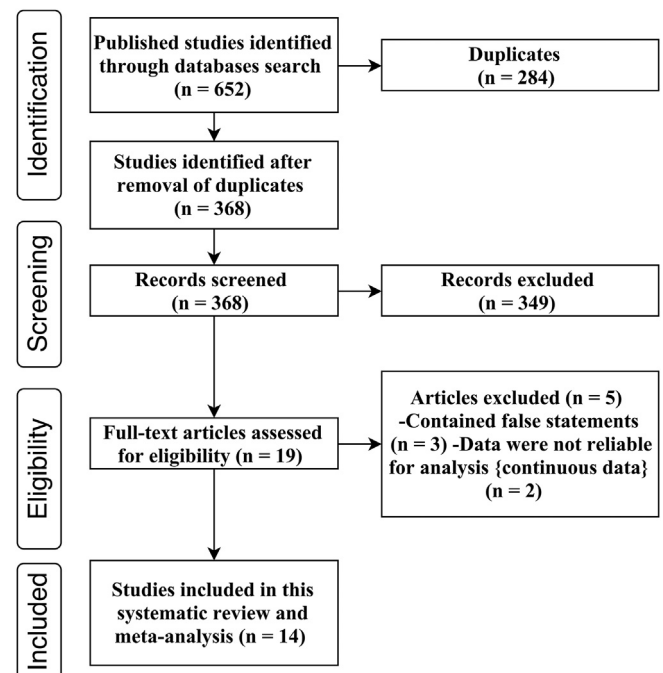 Identification
Published studies identified
through databases search
(n = 652)
Duplicates
(n = 284)
Studies identified after
removal of duplicates
(n = 368)
Screening
Records screened
(n = 368)
Records excluded
(n = 349)
Eligibility
Full-text articles assessed
for eligibility (n = 19)
Articles excluded (n = 5)
-Contained false statements
(n = 3) -Data were not reliable
for analysis {continuous data}
(n = 2)
Included
Studies included in this
systematic review and
meta-analysis (n = 14)